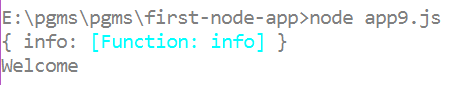 E:\pgms\pgms\first-node-app>node app9.js
{ info: [Function: info] }
Welcome